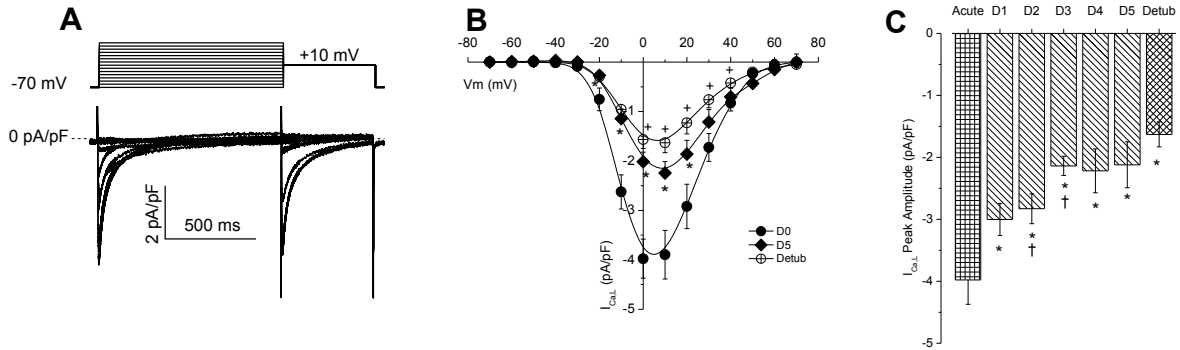 A
+10 mV
-70 mV
0 pA/pF
2 pA/pF
500 ms
B
-80 -60 -40 -20 0 20 40 60 80
Vm (mV)
-1
-2
-3
-4
-5
I Ca,L (pA/pF)
* + + + + + +
* * * *
D0
D5
Detub
C
Acute D1 D2 D3 D4 D5 Detub
0
-1
-2
-3
-4
-5
I Ca,L Peak Amplitude (pA/pF)
*
* †
* †
*
*
*